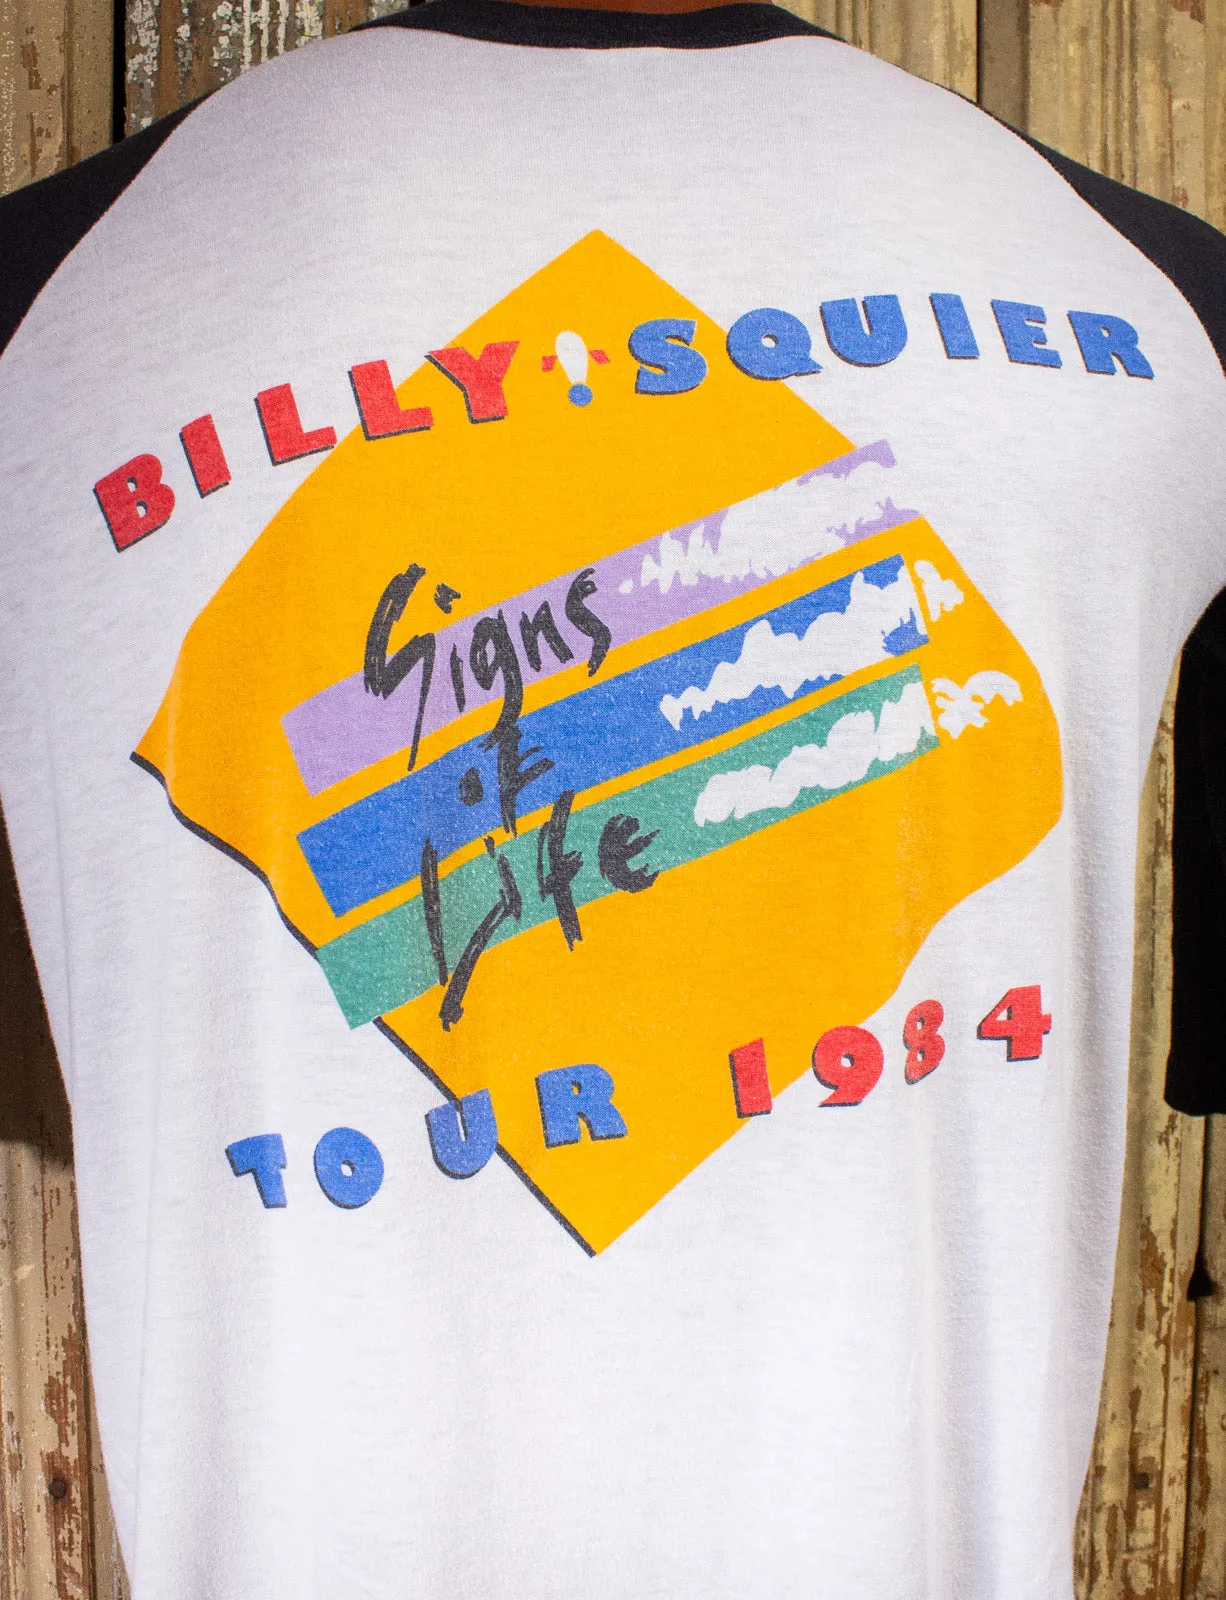 BILLY ! SQUIER
Signs
OF
Life
TOUR 1984